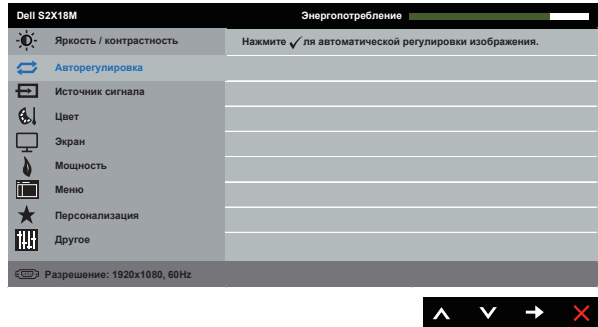 Dell S2X18M Энергопотребление
Яркость / контрастность
Нажмите ✓ ля автоматической регулировки изображения.
Авторегулировка
Источник сигнала
Цвет
Экран
Мощность
Меню
Персонализация
Другое
Разрешение: 1920x1080, 60Hz